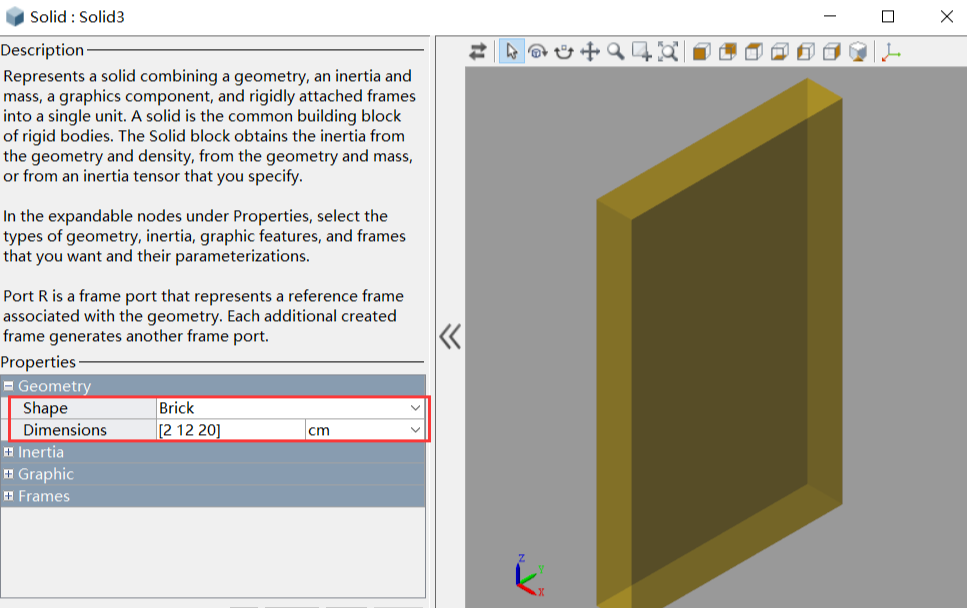 Solid : Solid3
Description
Represents a solid combining a geometry, an inertia and
mass, a graphics component, and rigidly attached frames
into a single unit. A solid is the common building block
of rigid bodies. The Solid block obtains the inertia from
the geometry and density, from the geometry and mass,
or from an inertia tensor that you specify.
In the expandable nodes under Properties, select the
types of geometry, inertia, graphic features, and frames
that you want and their parameterizations.
Port R is a frame port that represents a reference frame
associated with the geometry. Each additional created
frame generates another frame port.
Properties
Geometry
Shape Brick
Dimensions [2 12 20] cm
Inertia
Graphic
Frames
Z
Y
X